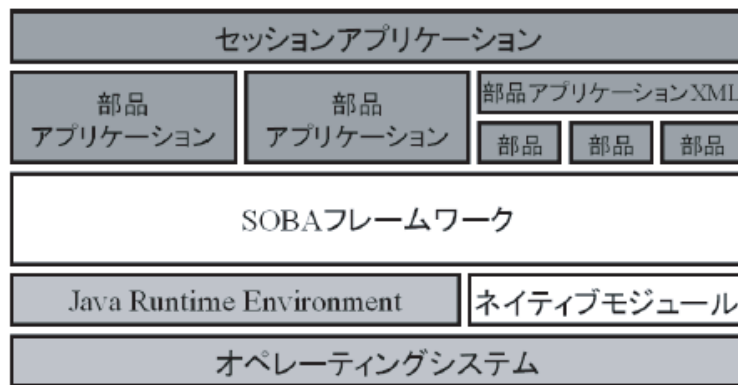 セッションアプリケーション
部品
アプリケーション
部品
アプリケーション
部品アプリケーションXML
部品
部品
部品
SOBAフレームワーク
Java Runtime Environment
ネイティブモジュール
オペレーティングシステム